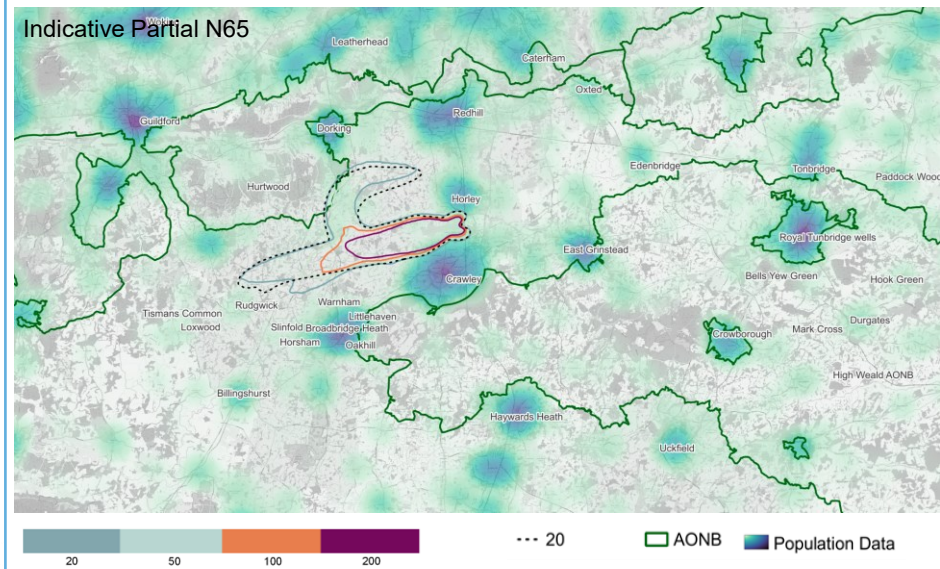 Indicative Partial N65
Woking
Leatherhead
Caterham
Oxted
Guildford
Redhill
Dorking
Edenbridge
Tonbridge
Paddock Wood
Hurtwood
Horley
Royal Tunbridge wells
East Grinstead
Bells Yew Green
Hook Green
Crawley
Rudgwick
Warnham
Tismans Common
Littlehaven
Loxwood
Slinfold
Broadbridge Heath
Durgates
Mark Cross
Crowborough
Horsham
Oakhill
High Weald AONB
Billingshurst
Haywards Heath
Uckfield
20
AONB
Population Data
20 50 100 200